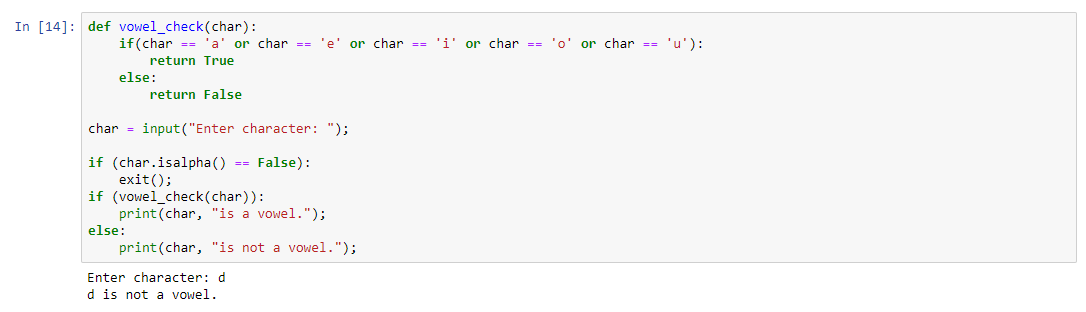 In [14]: def vowel_check(char):
    if(char == 'a' or char == 'e' or char == 'i' or char == 'o' or char == 'u'):
        return True
    else:
        return False

char = input("Enter character: ");

if (char.isalpha() == False):
    exit();
if (vowel_check(char)):
    print(char, "is a vowel.");
else:
    print(char, "is not a vowel.");
Enter character: d
d is not a vowel.